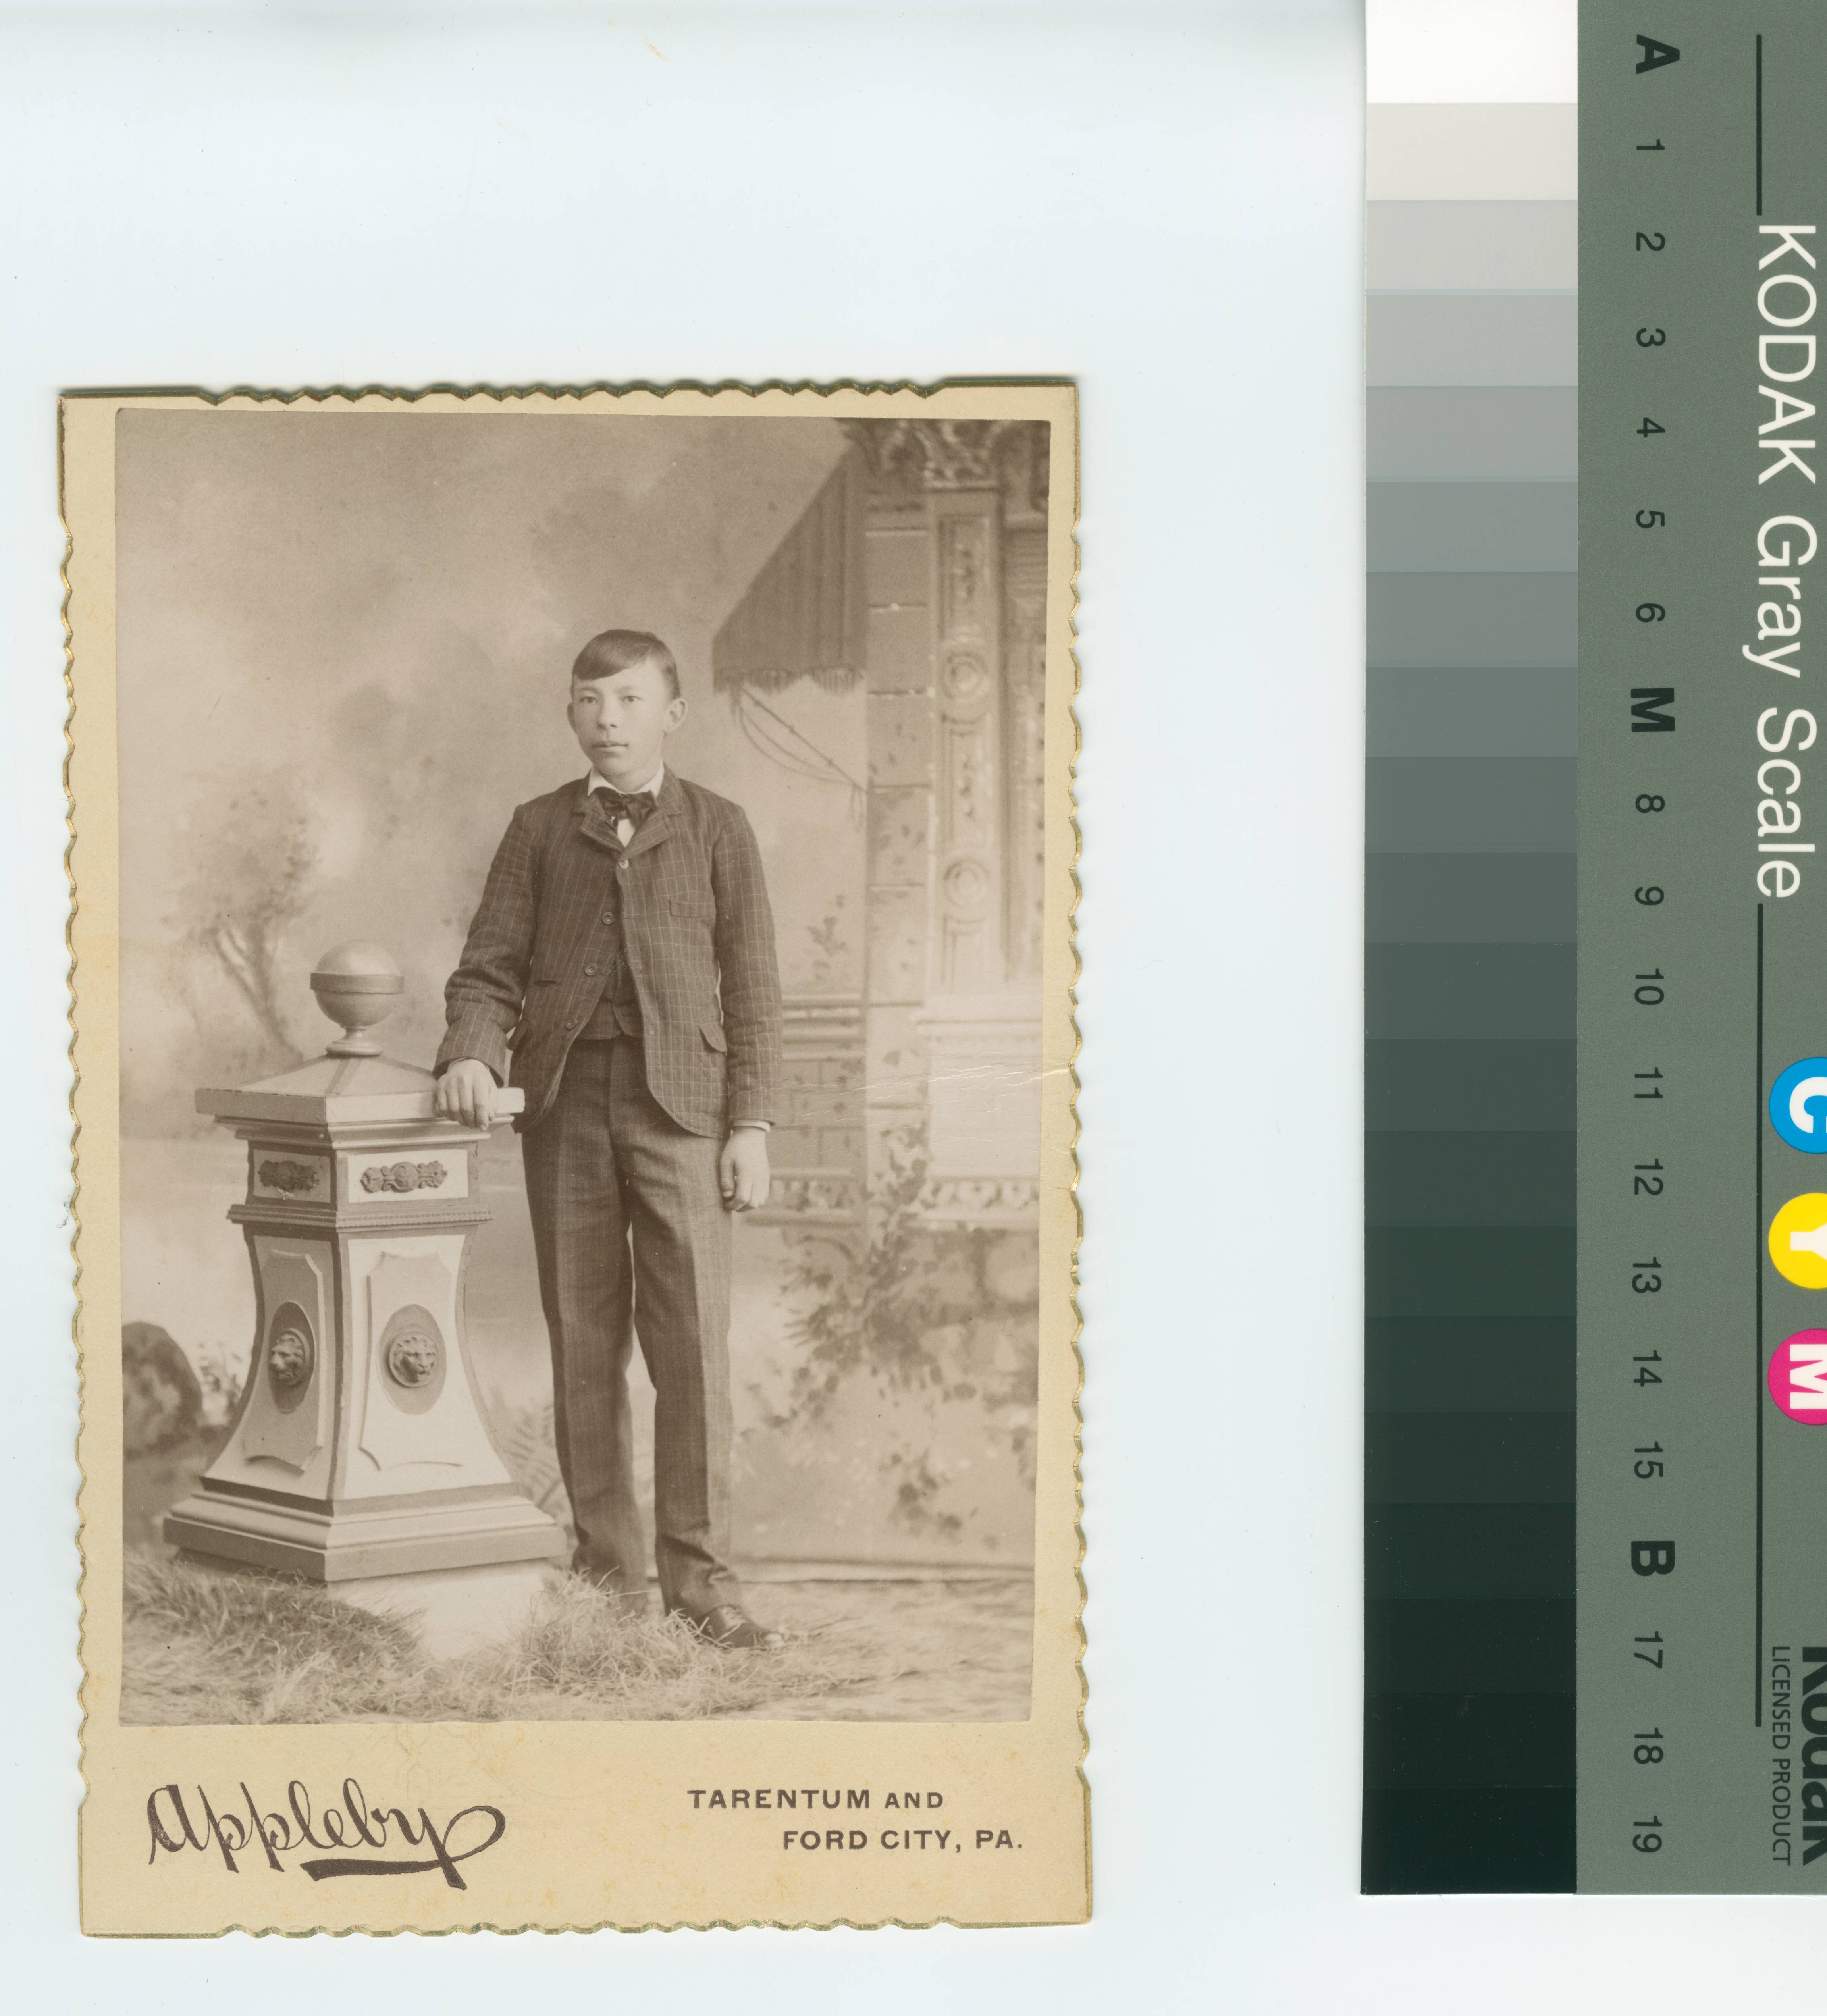 Appleby
TARENTUM AND
FORD CITY, PA.
KODAK Gray Scale
A 1 2 3 4 5 6 M 8 9 10 11 12 13 14 15 B 17 18 19
C Y M
Kodak
LICENSED PRODUCT